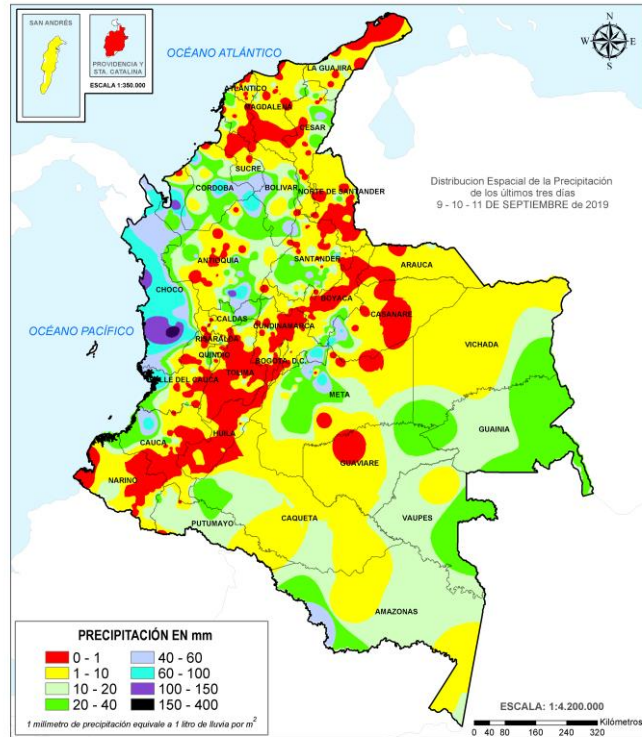 SAN ANDRÉS
PROVIDENCIA Y
STA. CATALINA
ESCALA 1:350.000
OCÉANO ATLÁNTICO
N
W
E
S
LA GUAJIRA
ATLÁNTICO
MAGDALENA
CESAR
SUCRE
CORDOBA
BOLIVAR
NORTE DE SANTANDER
Distribucion Espacial de la Precipitación
de los últimos tres días
9 - 10 - 11 DE SEPTIEMBRE de 2019
ANTIOQUIA
SANTANDER
ARAUCA
CHOCO
BOYACA
CASANARE
CALDAS
CUNDINAMARCA
OCÉANO PACÍFICO
RISARALDA
VICHADA
QUINDIO
BOGOTA D.C.
TOLIMA
VALLE DEL CAUCA
META
GUAINIA
CAUCA
HUILA
GUAVIARE
NARIÑO
CAQUETA
VAUPES
PUTUMAYO
AMAZONAS
PRECIPITACIÓN EN mm
0 - 1
40 - 60
1 - 10
60 - 100
10 - 20
100 - 150
20 - 40
150 - 400
1 milímetro de precipitación equivale a 1 litro de lluvia por m²
ESCALA: 1:4.200.000
Kilómetros
0 40 80 160 240 320